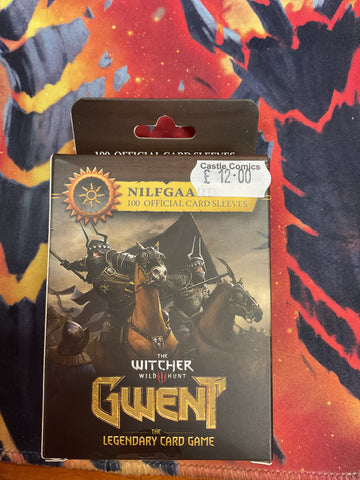 100 OFFICIAL CARD SLEEVES
Castle Comics
£ 12.00
NILFGAA
100 OFFICIAL CARD SLEEVES
THE
WITCHER
WILD HUNT
GWENT
THE
LEGENDARY CARD GAME